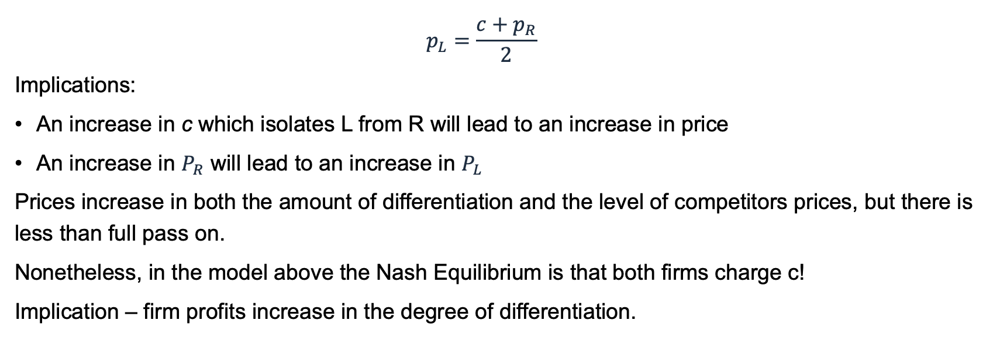 p_L = \frac{c + p_R}{2}
Implications:
• An increase in c which isolates L from R will lead to an increase in price
• An increase in P_R will lead to an increase in P_L
Prices increase in both the amount of differentiation and the level of competitors prices, but there is
less than full pass on.
Nonetheless, in the model above the Nash Equilibrium is that both firms charge c!
Implication – firm profits increase in the degree of differentiation.